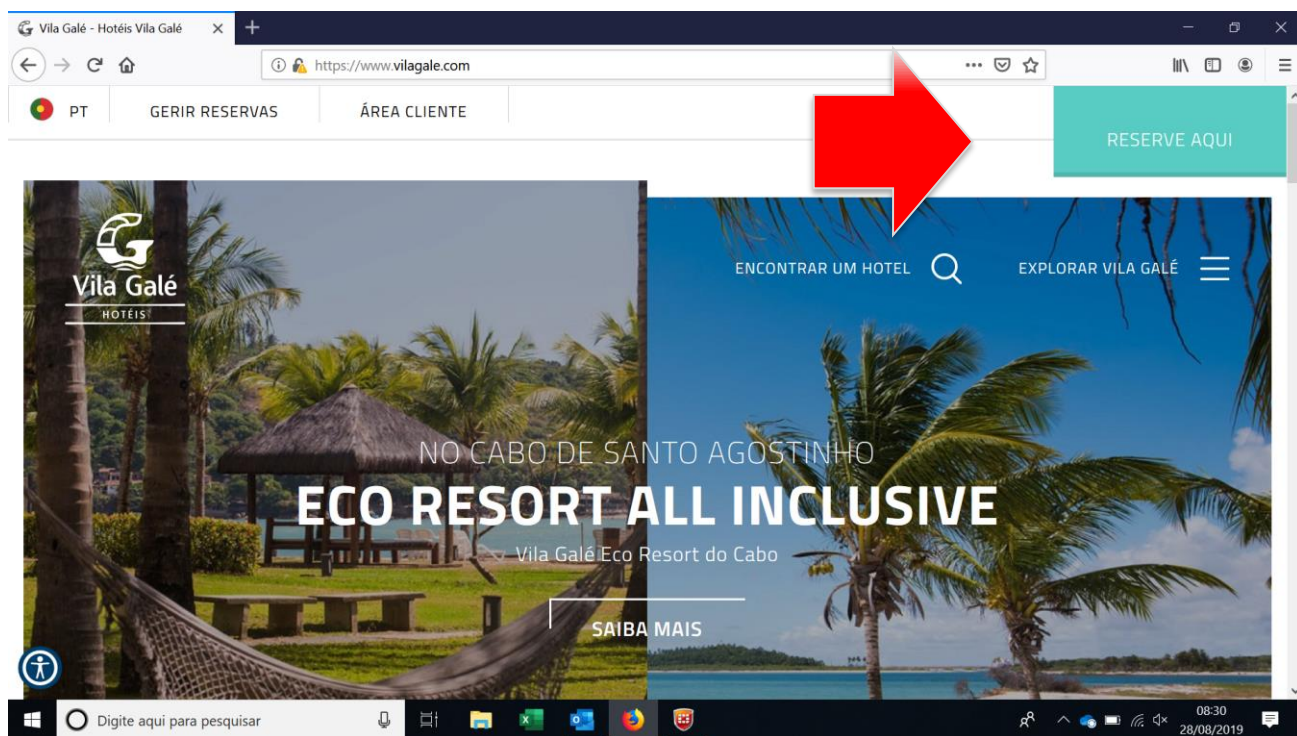 Vila Galé - Hotéis Vila Galé
https://www.vilagale.com
PT GERIR RESERVAS ÁREA CLIENTE
RESERVE AQUI
Vila Galé
HOTÉIS
ENCONTRAR UM HOTEL EXPLORAR VILA GALÉ
NO CABO DE SANTO AGOSTINHO
ECO RESORT ALL INCLUSIVE
Vila Galé Eco Resort do Cabo
SAIBA MAIS
Digite aqui para pesquisar
08:30
28/08/2019